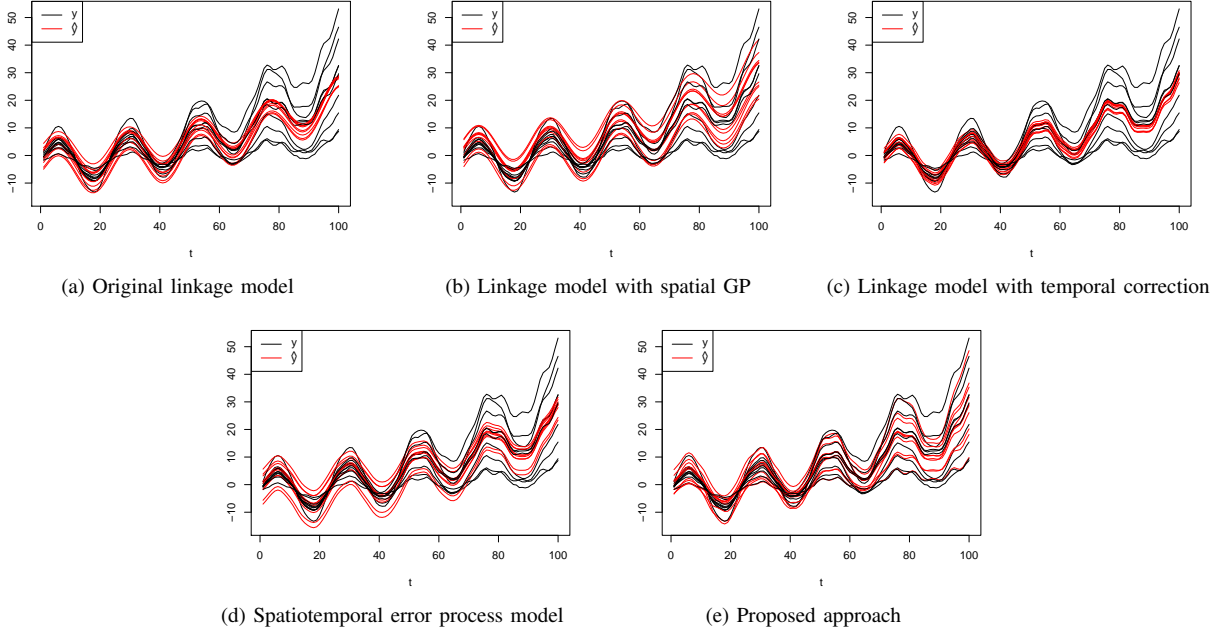 y
ŷ
50
40
30
20
10
0
−10
0 20 40 60 80 100
t
(a) Original linkage model
y
ŷ
50
40
30
20
10
0
−10
0 20 40 60 80 100
t
(b) Linkage model with spatial GP
y
ŷ
50
40
30
20
10
0
−10
0 20 40 60 80 100
t
(c) Linkage model with temporal correction
y
ŷ
50
40
30
20
10
0
−10
0 20 40 60 80 100
t
(d) Spatiotemporal error process model
y
ŷ
50
40
30
20
10
0
−10
0 20 40 60 80 100
t
(e) Proposed approach